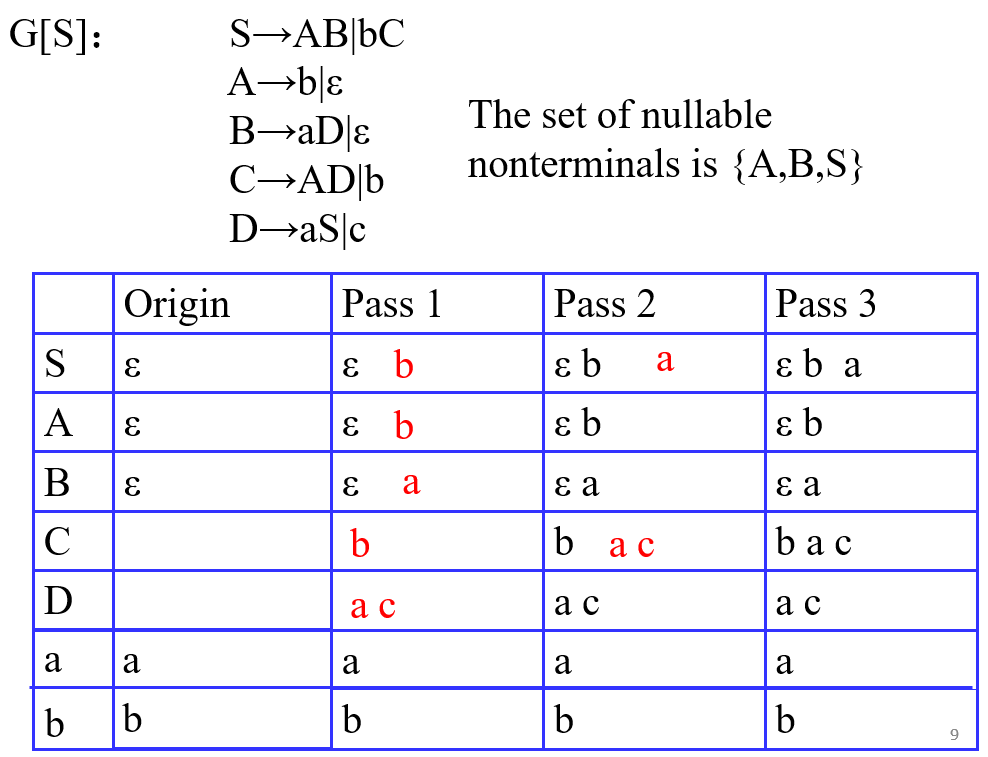 G[S]： S→AB|bC
A→b|ε
B→aD|ε
C→AD|b
D→aS|c
The set of nullable
nonterminals is {A,B,S}
Origin Pass 1 Pass 2 Pass 3
S ε ε b ε b a ε b a
A ε ε b ε b ε b
B ε ε a ε a ε a
C b b a c b a c
D a c a c a c
a a a a a
b b b b b
9